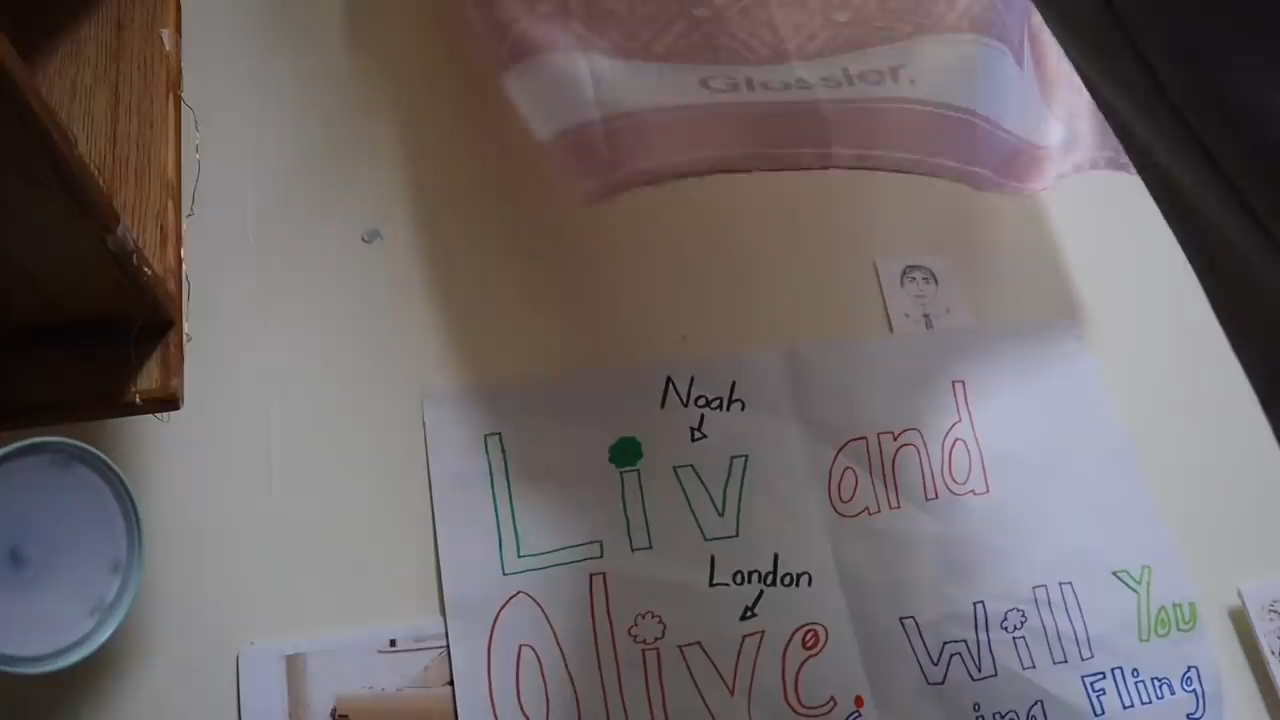 Glossier.
Noah
Liv and
London
Olive.
Will You
Fling